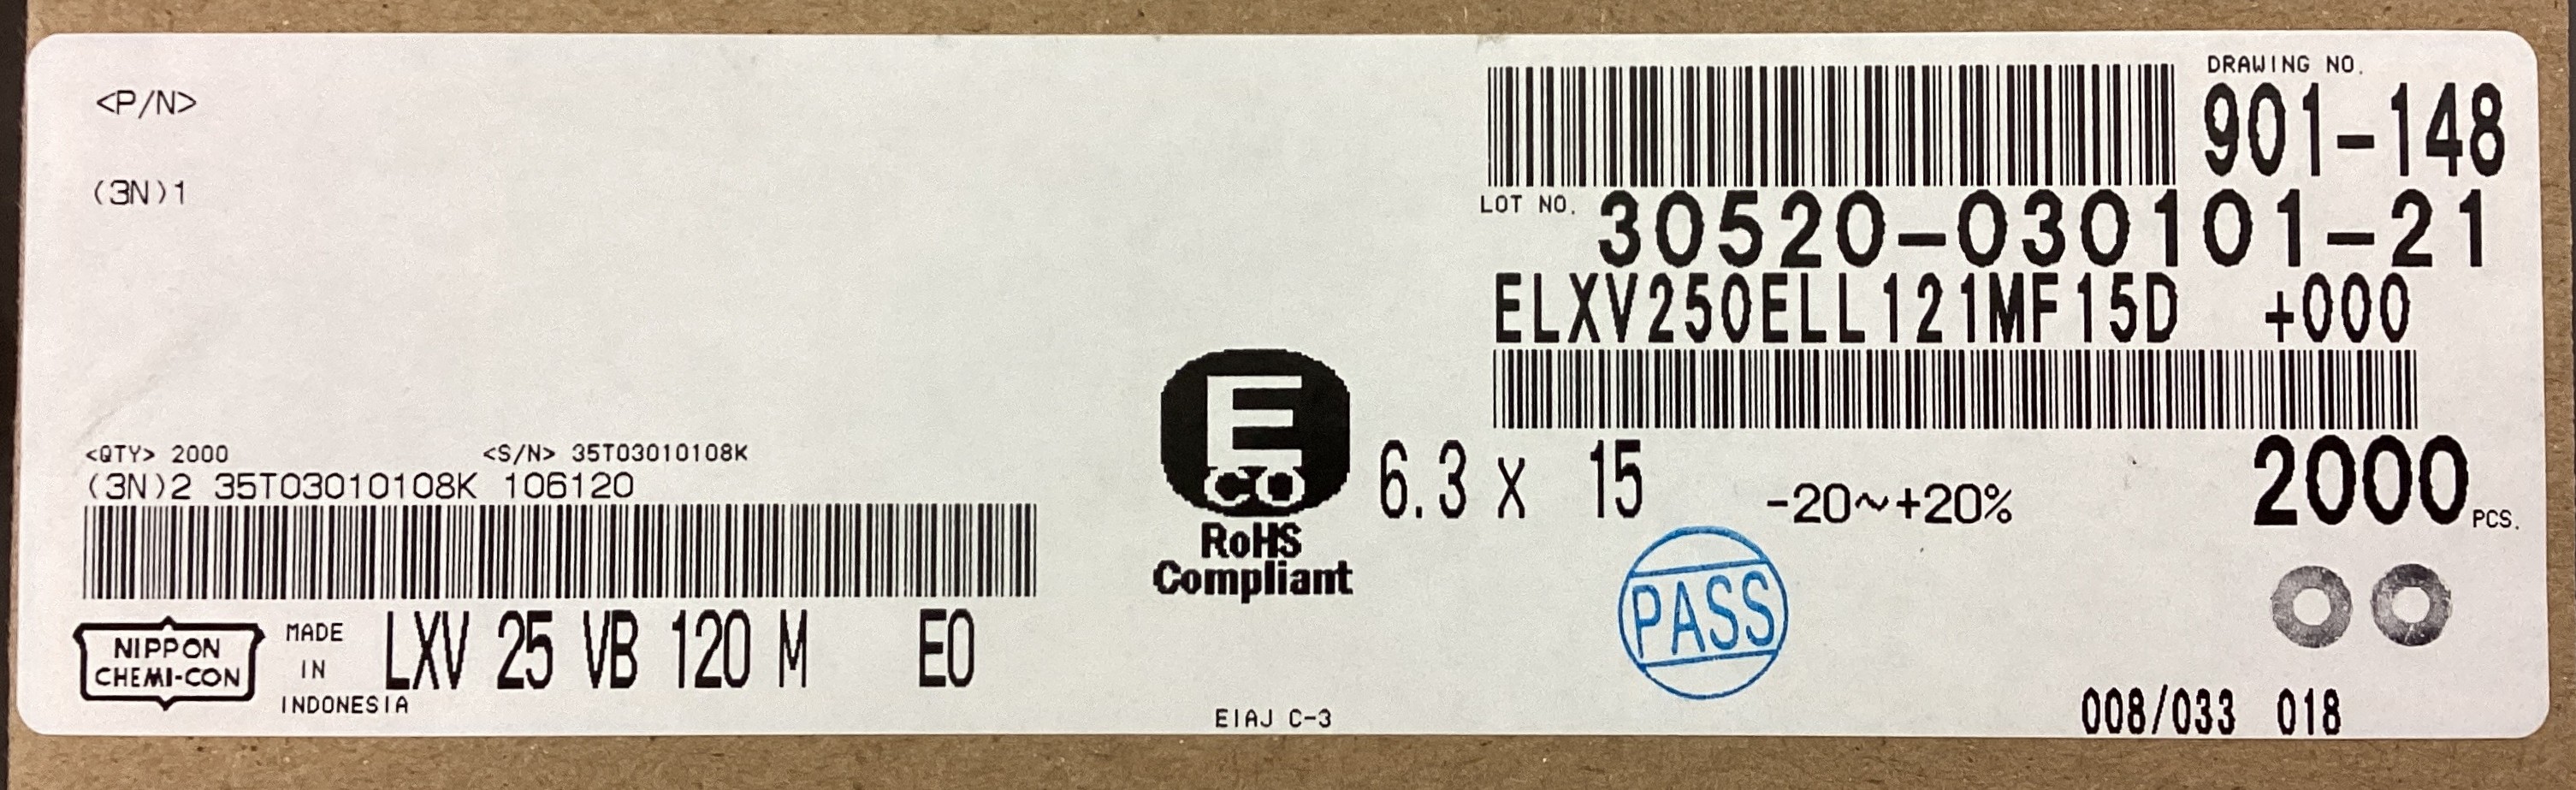 <P/N>
(3N)1
DRAWING NO.
901-148
LOT NO. 30520-030101-21
ELXV250ELL121MF15D +000
<QTY> 2000 <S/N> 35T03010108K
(3N)2 35T03010108K 106120
E
CO
RoHS
Compliant
6.3 x 15 -20~+20% 2000 PCS.
PASS
NIPPON
CHEMI-CON
MADE
IN
INDONESIA
LXV 25 VB 120 M E0
EIAJ C-3
008/033 018